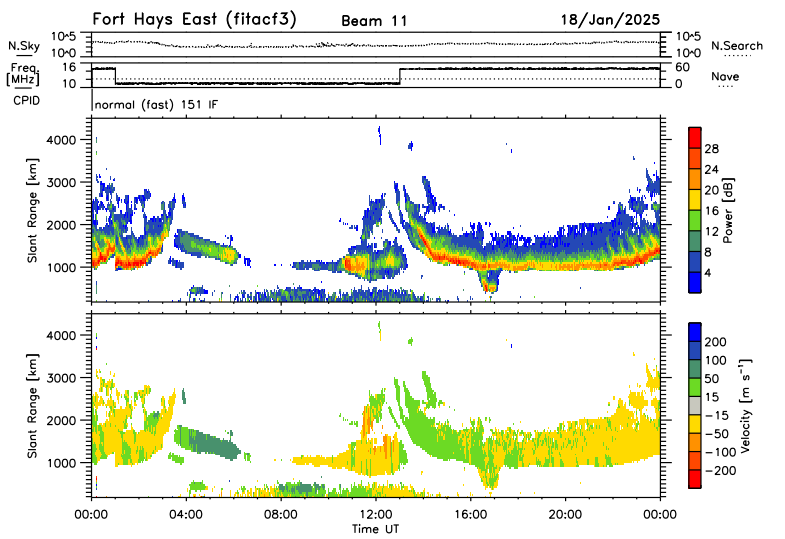 Fort Hays East (fitacf3) Beam 11 18/Jan/2025
N.Sky 10^5 10^0 10^5 10^0 N.Search
Freq. [MHz] 16 10 60 0 Nave
CPID normal (fast) 151 IF
Slant Range [km] 4000 3000 2000 1000
Power [dB] 28 24 20 16 12 8 4
Slant Range [km] 4000 3000 2000 1000
Velocity [m s⁻¹] 200 100 50 15 −15 −50 −100 −200
00:00 04:00 08:00 12:00 16:00 20:00 00:00
Time UT